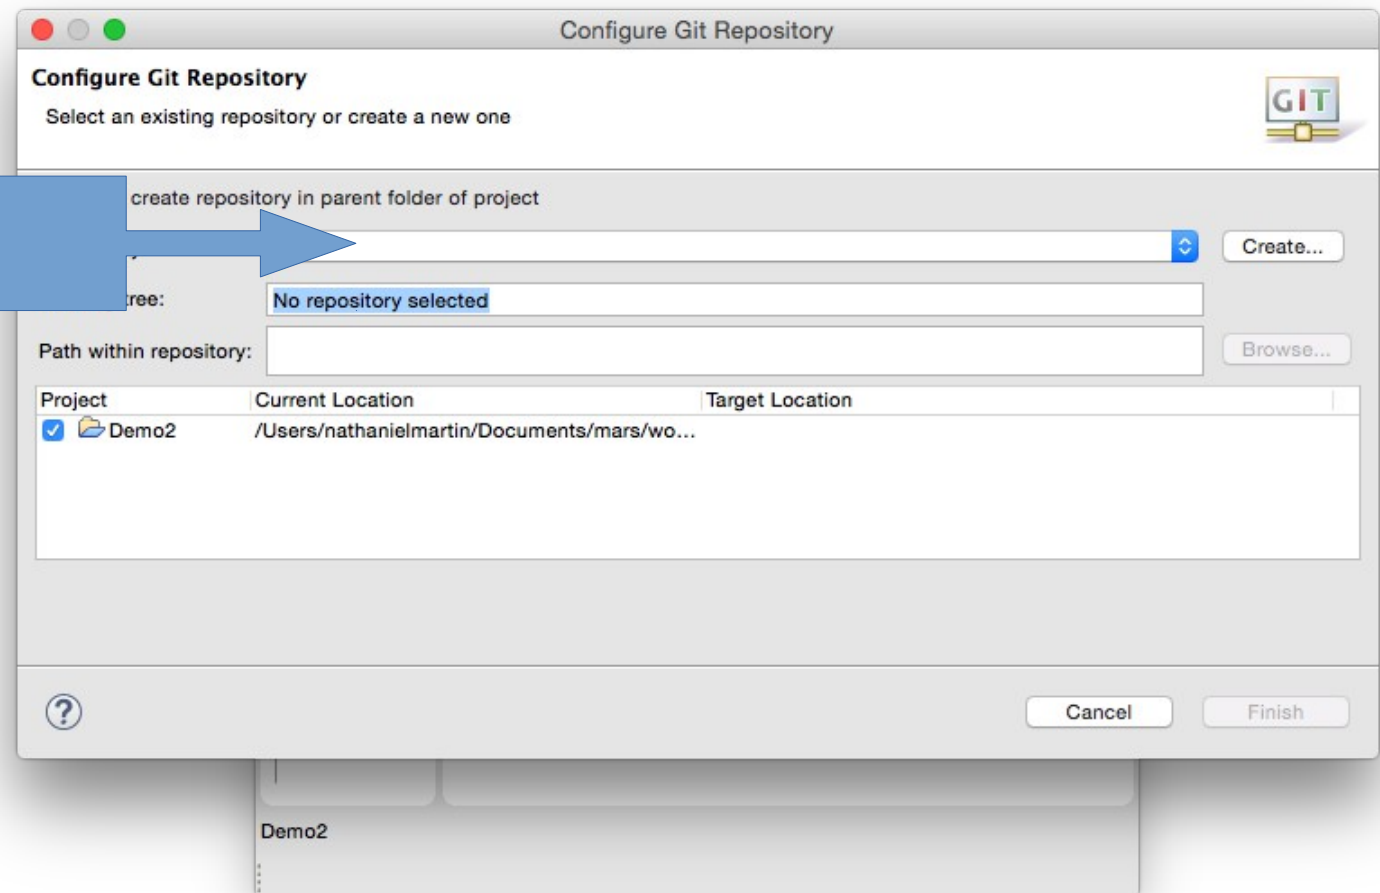 Configure Git Repository
Configure Git Repository
Select an existing repository or create a new one
GIT
create repository in parent folder of project
Create...
tree:
No repository selected
Path within repository:
Browse...
Project Current Location Target Location
Demo2 /Users/nathanielmartin/Documents/mars/wo...
?
Cancel Finish
Demo2